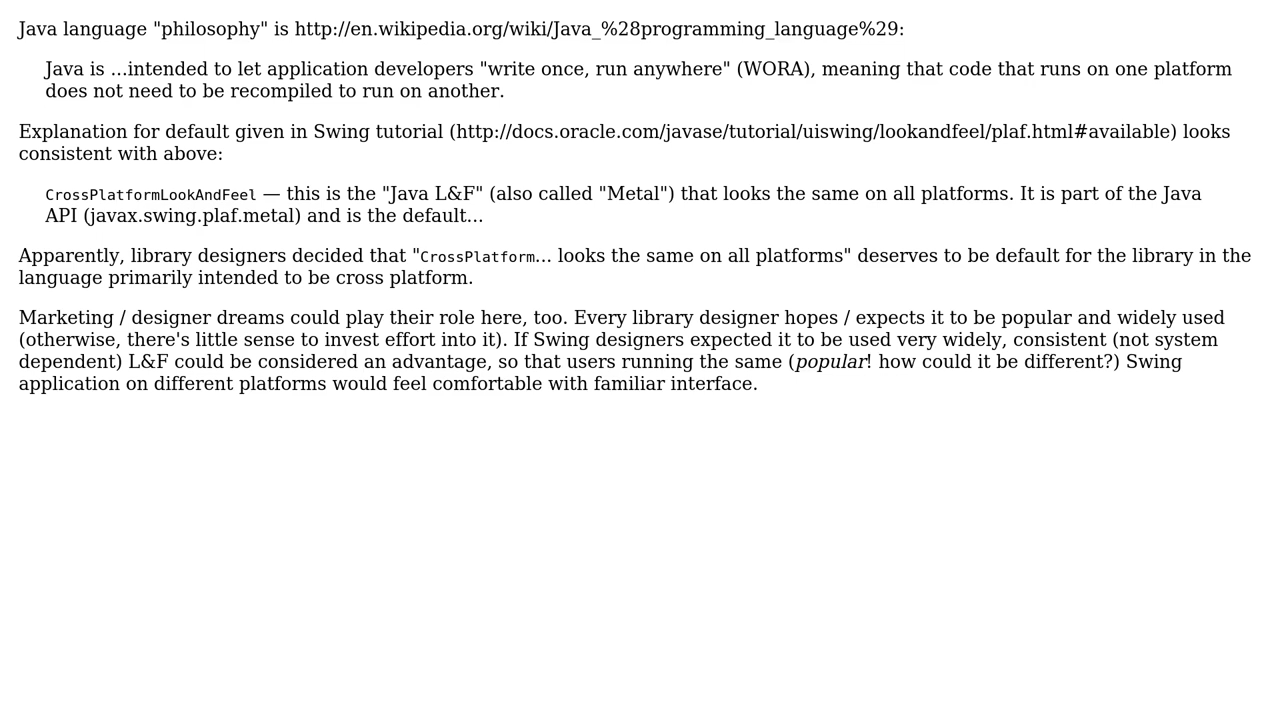 Java language "philosophy" is http://en.wikipedia.org/wiki/Java_%28programming_language%29:
Java is ...intended to let application developers "write once, run anywhere" (WORA), meaning that code that runs on one platform
does not need to be recompiled to run on another.
Explanation for default given in Swing tutorial (http://docs.oracle.com/javase/tutorial/uiswing/lookandfeel/plaf.html#available) looks
consistent with above:
CrossPlatformLookAndFeel — this is the "Java L&F" (also called "Metal") that looks the same on all platforms. It is part of the Java
API (javax.swing.plaf.metal) and is the default...
Apparently, library designers decided that "CrossPlatform... looks the same on all platforms" deserves to be default for the library in the
language primarily intended to be cross platform.
Marketing / designer dreams could play their role here, too. Every library designer hopes / expects it to be popular and widely used
(otherwise, there's little sense to invest effort into it). If Swing designers expected it to be used very widely, consistent (not system
dependent) L&F could be considered an advantage, so that users running the same (popular! how could it be different?) Swing
application on different platforms would feel comfortable with familiar interface.